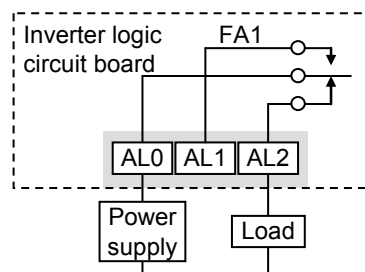 Inverter logic
circuit board
FA1
AL0 AL1 AL2
Power
supply
Load